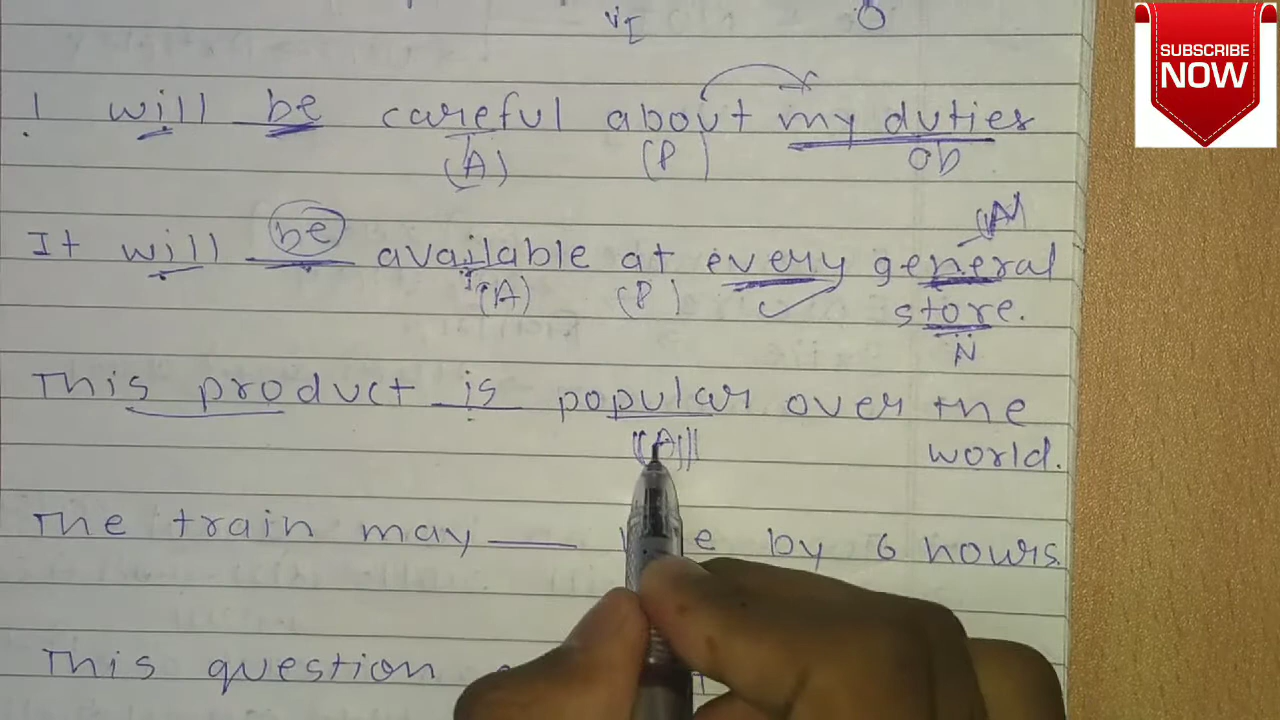 VI O
I will be careful about my duties
(A) (P) Ob
(A)
It will be available at every general
(A) (P)
store.
N
This product is popular over the
(A)
world.
The train may by 6 hours.
This question
SUBSCRIBE
NOW